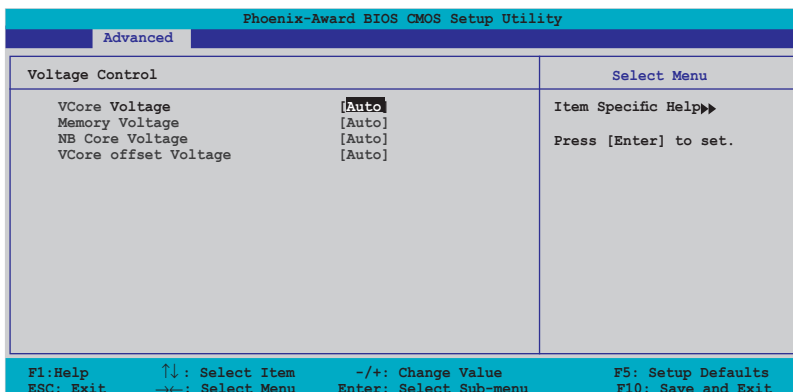 Phoenix-Award BIOS CMOS Setup Utility
Advanced
Voltage Control
Select Menu
VCore Voltage [Auto]
Memory Voltage [Auto]
NB Core Voltage [Auto]
VCore offset Voltage [Auto]
Item Specific Help▸▸
Press [Enter] to set.
F1:Help ↑↓: Select Item -/+: Change Value F5: Setup Defaults
ESC: Exit →←: Select Menu Enter: Select Sub-menu F10: Save and Exit